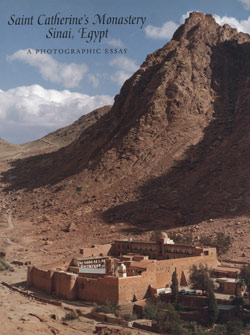 Saint Catherine's Monastery
Sinai, Egypt
A PHOTOGRAPHIC ESSAY